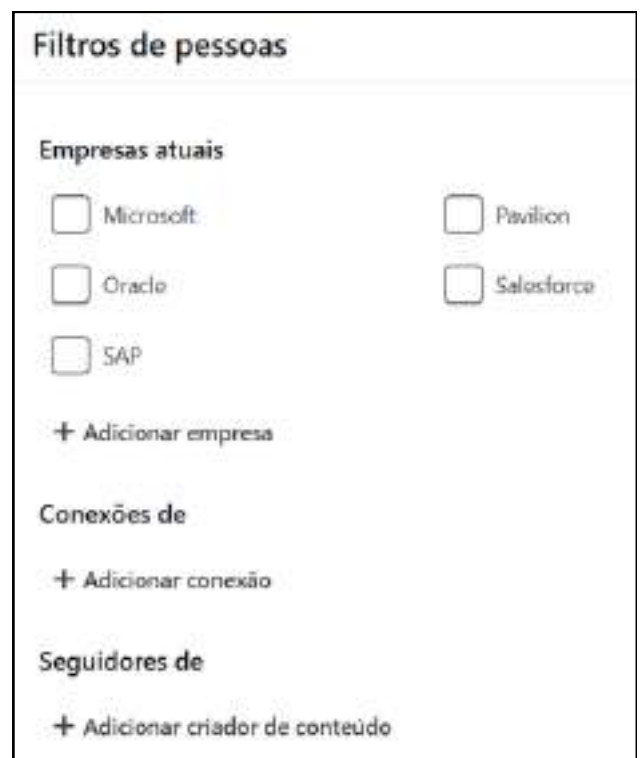 Filtros de pessoas
Empresas atuais
Microsoft Pavilion
Oracle Salesforce
SAP
+ Adicionar empresa
Conexões de
+ Adicionar conexão
Seguidores de
+ Adicionar criador de conteúdo